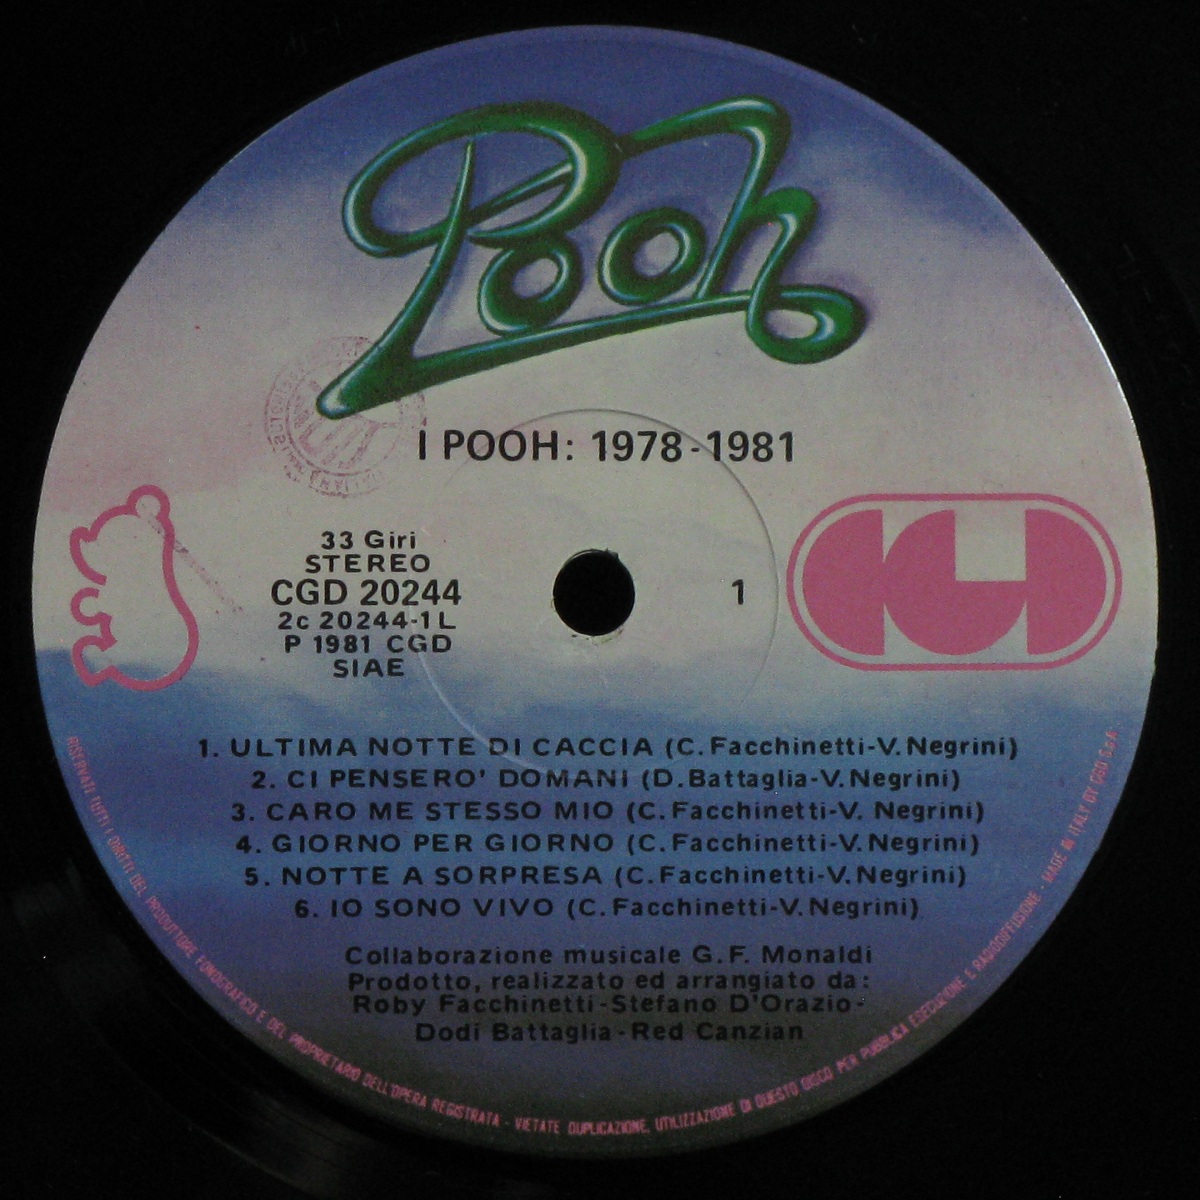 Pooh
I POOH: 1978-1981
33 Giri
STEREO
CGD 20244
2c 20244-1L
P 1981 CGD
SIAE
1
CGD
1. ULTIMA NOTTE DI CACCIA (C. Facchinetti-V. Negrini)
2. CI PENSERO' DOMANI (D. Battaglia-V. Negrini)
3. CARO ME STESSO MIO (C. Facchinetti-V. Negrini)
4. GIORNO PER GIORNO (C. Facchinetti-V. Negrini)
5. NOTTE A SORPRESA (C. Facchinetti-V. Negrini)
6. IO SONO VIVO (C. Facchinetti-V. Negrini)
Collaborazione musicale G. F. Monaldi
Prodotto, realizzato ed arrangiato da:
Roby Facchinetti-Stefano D'Orazio-
Dodi Battaglia-Red Canzian
RISERVATI TUTTI I DIRITTI DEL PRODUTTORE FONOGRAFICO E DEL PROPRIETARIO DELL'OPERA REGISTRATA - VIETATE DUPLICAZIONE, UTILIZZAZIONE DI QUESTO DISCO PER PUBBLICA ESECUZIONE E RADIODIFFUSIONE - MADE IN ITALY BY CGD S.p.A.